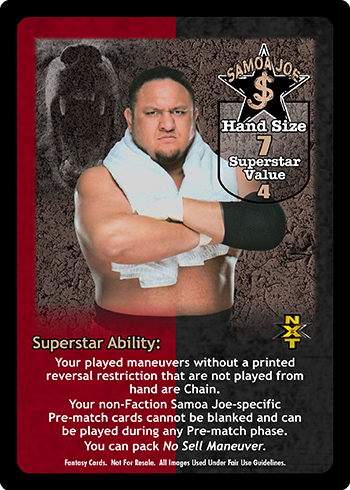 SAMOA JOE
$
Hand Size
7
Superstar
Value
4
NXT
Superstar Ability:
Your played maneuvers without a printed
reversal restriction that are not played from
hand are Chain.
Your non-Faction Samoa Joe-specific
Pre-match cards cannot be blanked and can
be played during any Pre-match phase.
You can pack No Sell Maneuver.
Fantasy Cards. Not For Resale. All Images Used Under Fair Use Guidelines.